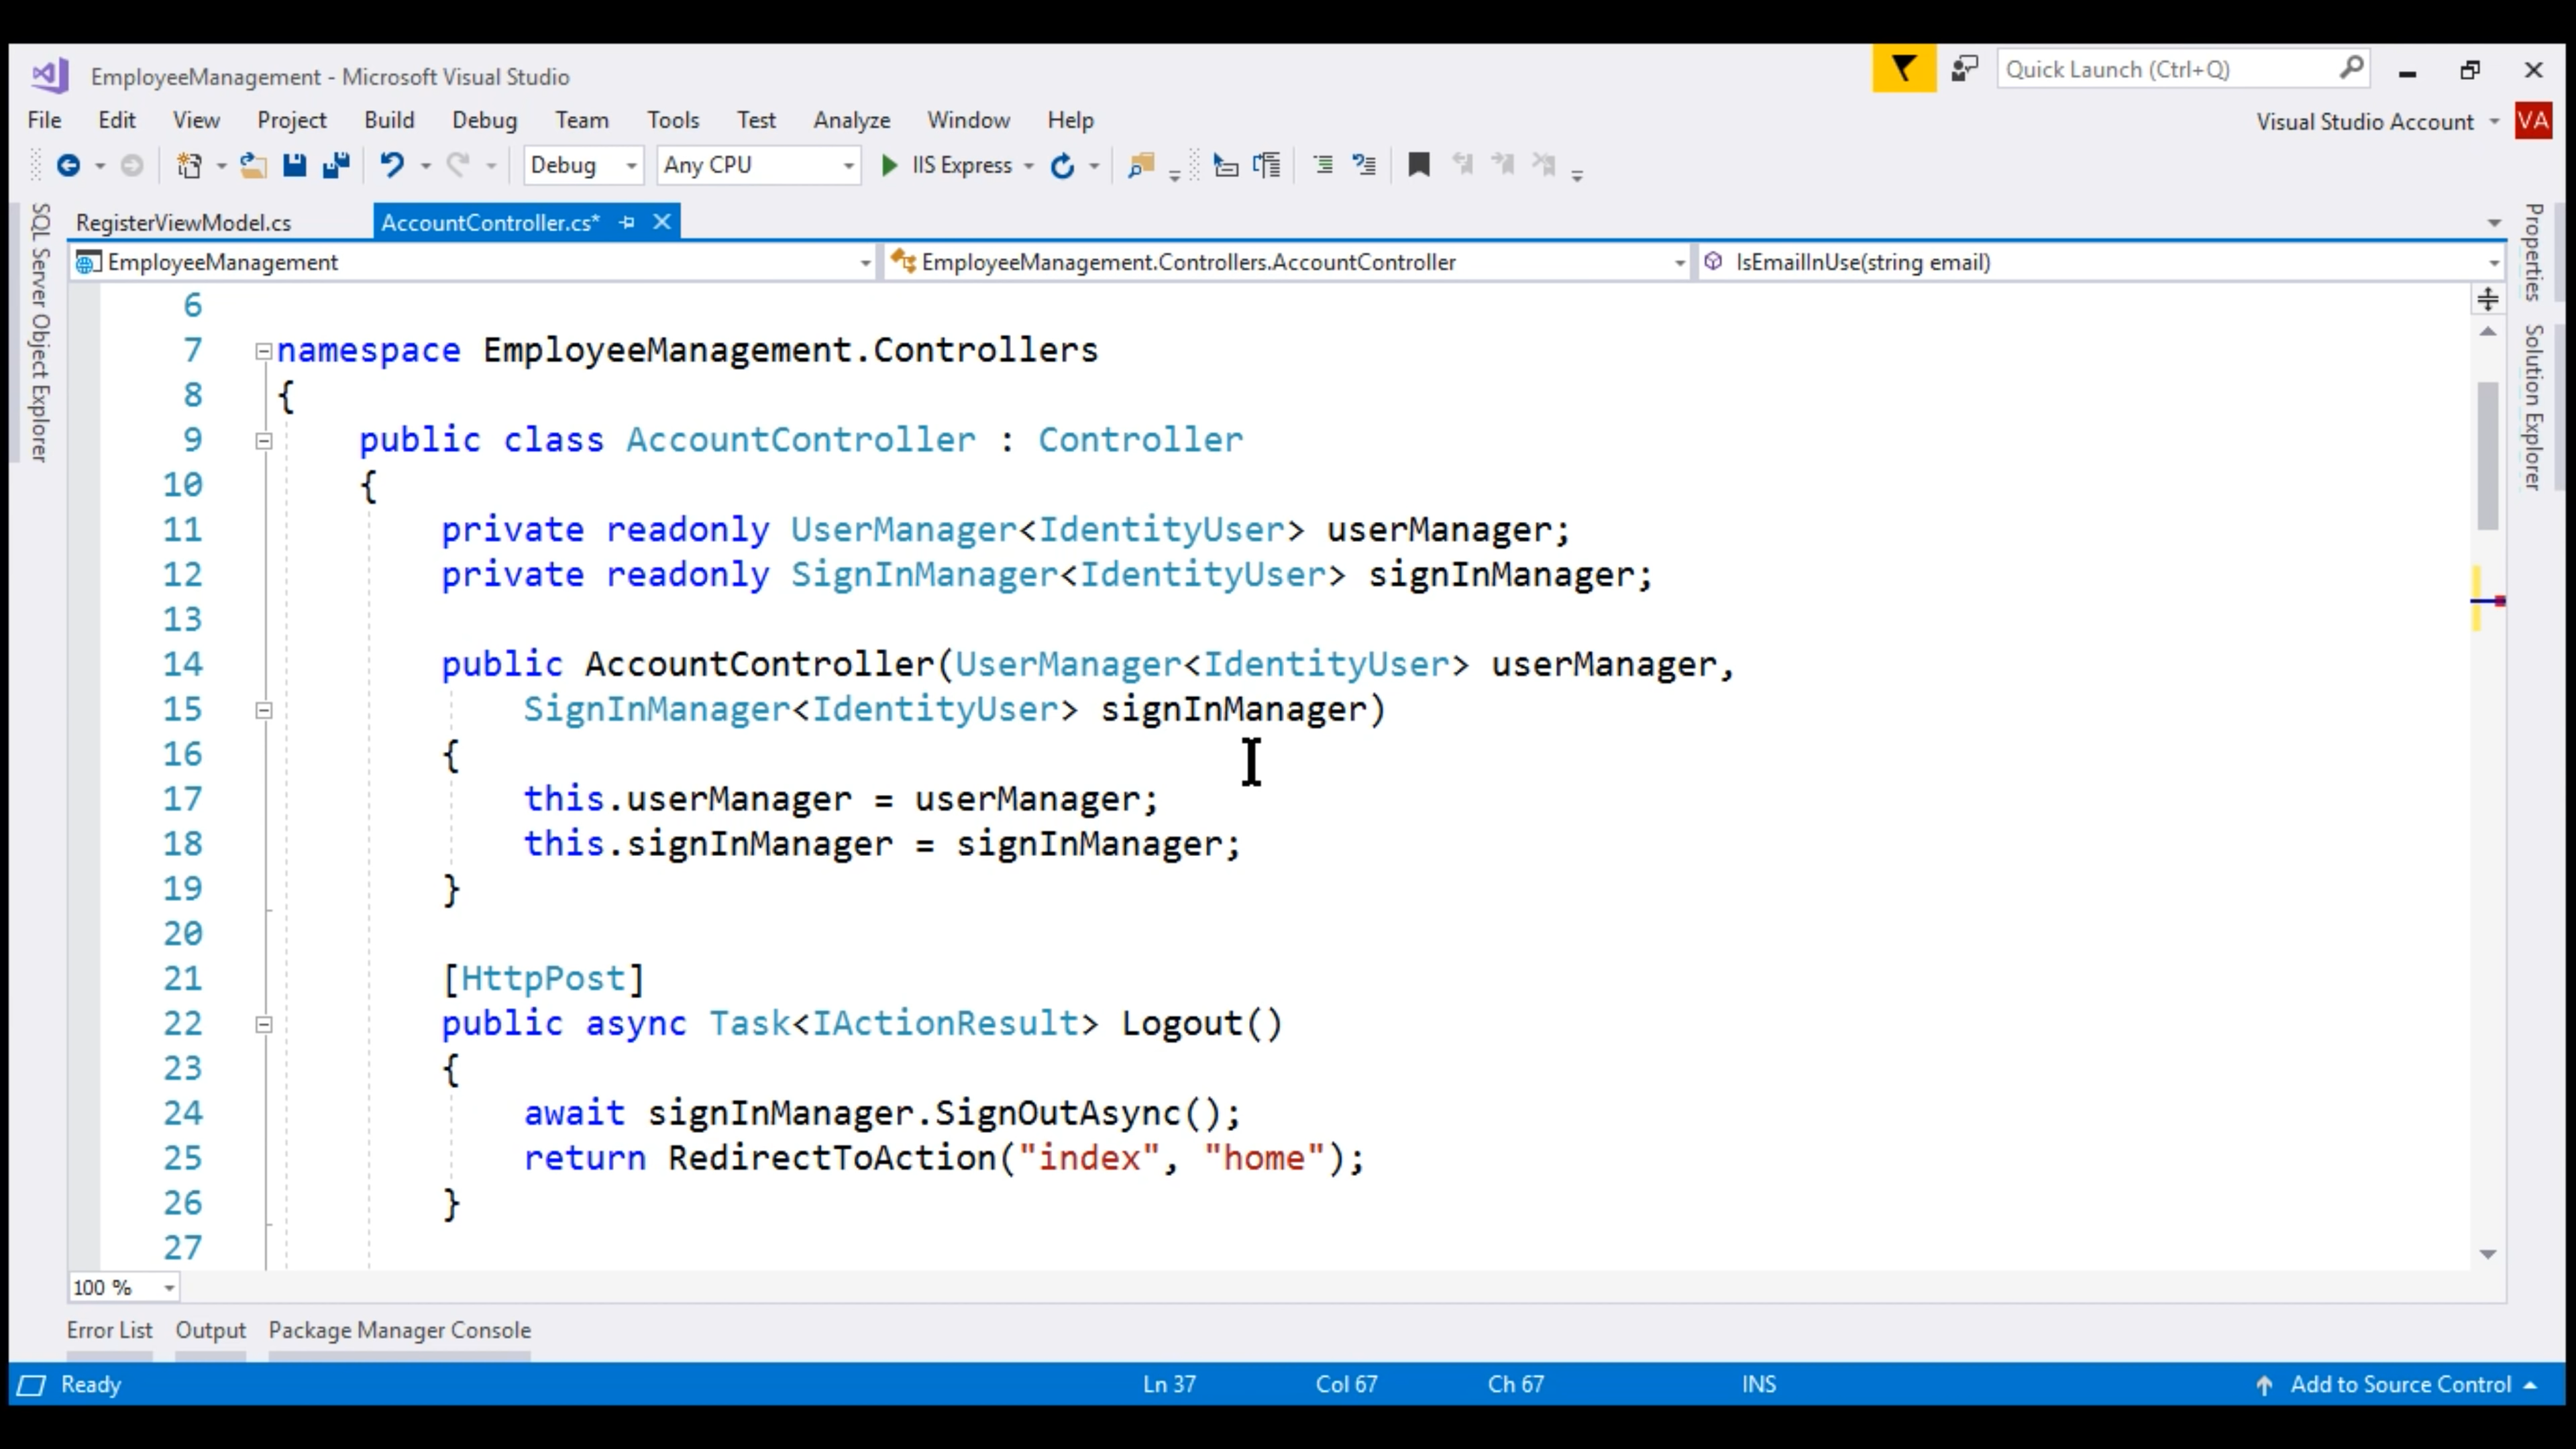 EmployeeManagement - Microsoft Visual Studio
Quick Launch (Ctrl+Q)
File Edit View Project Build Debug Team Tools Test Analyze Window Help
Visual Studio Account VA
Debug Any CPU IIS Express
SQL Server Object Explorer
RegisterViewModel.cs AccountController.cs*
EmployeeManagement EmployeeManagement.Controllers.AccountController IsEmailInUse(string email)
Properties
Solution Explorer
6
7 namespace EmployeeManagement.Controllers
8 {
9 public class AccountController : Controller
10 {
11 private readonly UserManager<IdentityUser> userManager;
12 private readonly SignInManager<IdentityUser> signInManager;
13
14 public AccountController(UserManager<IdentityUser> userManager,
15 SignInManager<IdentityUser> signInManager)
16 {
17 this.userManager = userManager;
18 this.signInManager = signInManager;
19 }
20
21 [HttpPost]
22 public async Task<IActionResult> Logout()
23 {
24 await signInManager.SignOutAsync();
25 return RedirectToAction("index", "home");
26 }
27
100 %
Error List Output Package Manager Console
Ready Ln 37 Col 67 Ch 67 INS Add to Source Control